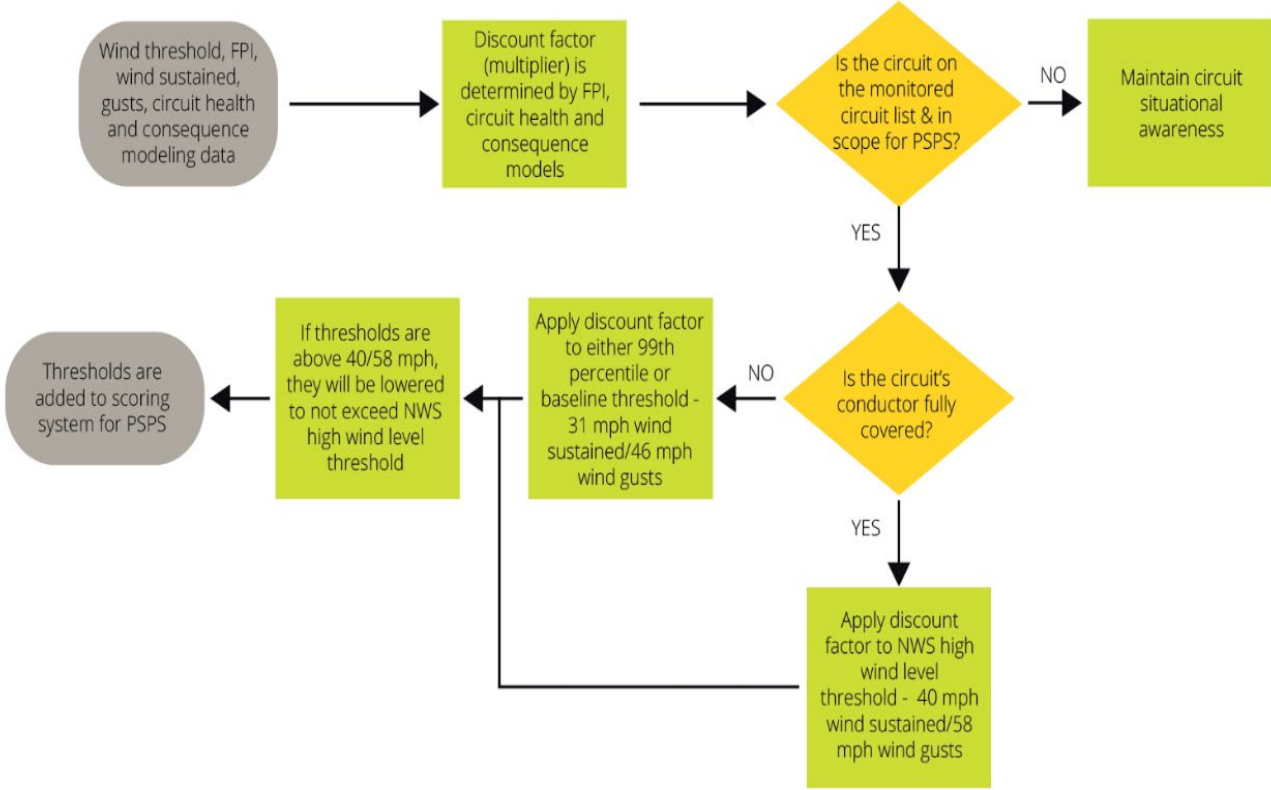 Wind threshold, FPI,
wind sustained,
gusts, circuit health
and consequence
modeling data
Discount factor
(multiplier) is
determined by FPI,
circuit health and
consequence
models
Is the circuit on
the monitored
circuit list & in
scope for PSPS?
NO
Maintain circuit
situational
awareness
YES
Is the circuit’s
conductor fully
covered?
NO
Apply discount factor
to either 99th
percentile or
baseline threshold -
31 mph wind
sustained/46 mph
wind gusts
If thresholds are
above 40/58 mph,
they will be lowered
to not exceed NWS
high wind level
threshold
Thresholds are
added to scoring
system for PSPS
YES
Apply discount
factor to NWS high
wind level
threshold - 40 mph
wind sustained/58
mph wind gusts